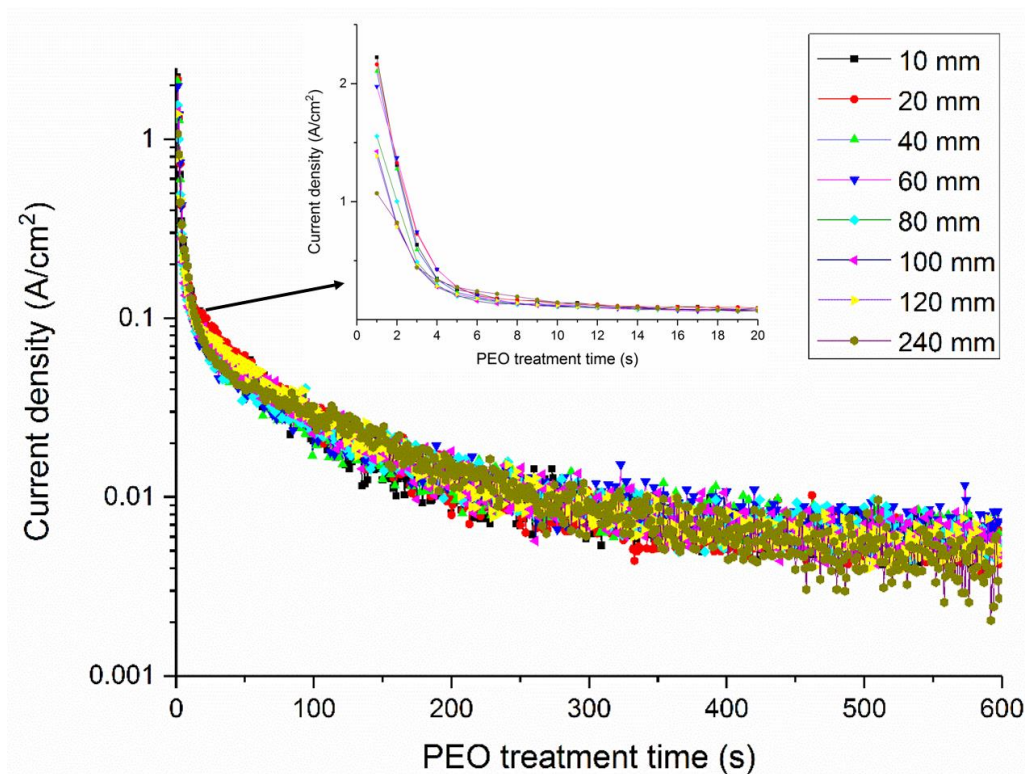 Current density (A/cm²)
1
0.1
0.01
0.001
0
100
200
300
400
500
600
PEO treatment time (s)
Current density (A/cm²)
2
1
0
2
4
6
8
10
12
14
16
18
20
PEO treatment time (s)
10 mm
20 mm
40 mm
60 mm
80 mm
100 mm
120 mm
240 mm